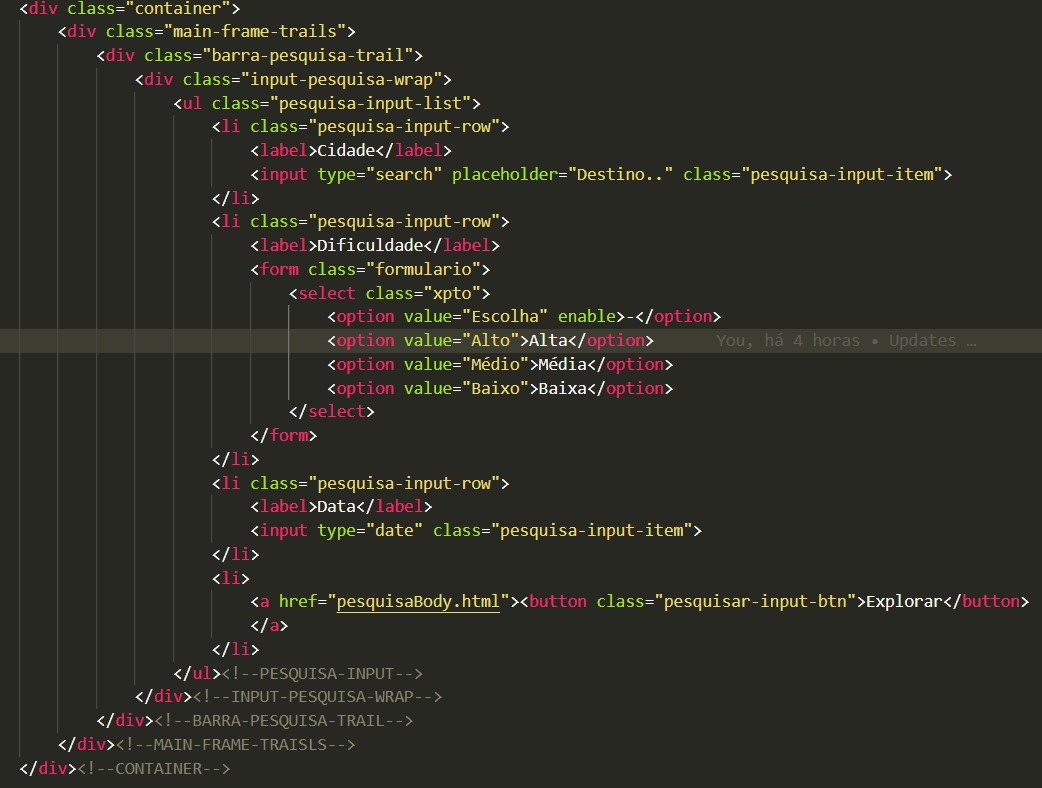 <div class="container">
<div class="main-frame-trails">
<div class="barra-pesquisa-trail">
<div class="input-pesquisa-wrap">
<ul class="pesquisa-input-list">
<li class="pesquisa-input-row">
<label>Cidade</label>
<input type="search" placeholder="Destino.." class="pesquisa-input-item">
</li>
<li class="pesquisa-input-row">
<label>Dificuldade</label>
<form class="formulario">
<select class="xpto">
<option value="Escolha" enable>-</option>
<option value="Alto">Alta</option> You, há 4 horas • Updates …
<option value="Médio">Média</option>
<option value="Baixo">Baixa</option>
</select>
</form>
</li>
<li class="pesquisa-input-row">
<label>Data</label>
<input type="date" class="pesquisa-input-item">
</li>
<li>
<a href="pesquisaBody.html"><button class="pesquisar-input-btn">Explorar</button>
</a>
</li>
</ul><!--PESQUISA-INPUT-->
</div><!--INPUT-PESQUISA-WRAP-->
</div><!--BARRA-PESQUISA-TRAIL-->
</div><!--MAIN-FRAME-TRAISLS-->
</div><!--CONTAINER-->